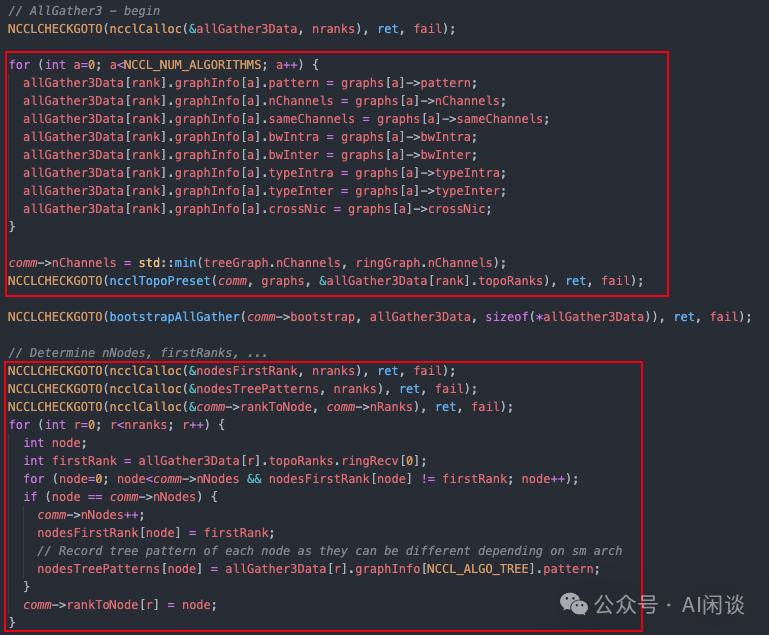 // AllGather3 - begin
NCCLCHECKGOTO(ncclCalloc(&allGather3Data, nranks), ret, fail);
for (int a=0; a<NCCL_NUM_ALGORITHMS; a++) {
allGather3Data[rank].graphInfo[a].pattern = graphs[a]->pattern;
allGather3Data[rank].graphInfo[a].nChannels = graphs[a]->nChannels;
allGather3Data[rank].graphInfo[a].sameChannels = graphs[a]->sameChannels;
allGather3Data[rank].graphInfo[a].bwIntra = graphs[a]->bwIntra;
allGather3Data[rank].graphInfo[a].bwInter = graphs[a]->bwInter;
allGather3Data[rank].graphInfo[a].typeIntra = graphs[a]->typeIntra;
allGather3Data[rank].graphInfo[a].typeInter = graphs[a]->typeInter;
allGather3Data[rank].graphInfo[a].crossNic = graphs[a]->crossNic;
}
comm->nChannels = std::min(treeGraph.nChannels, ringGraph.nChannels);
NCCLCHECKGOTO(ncclTopoPreset(comm, graphs, &allGather3Data[rank].topoRanks), ret, fail);
NCCLCHECKGOTO(bootstrapAllGather(comm->bootstrap, allGather3Data, sizeof(*allGather3Data)), ret, fail);
// Determine nNodes, firstRanks, ...
NCCLCHECKGOTO(ncclCalloc(&nodesFirstRank, nranks), ret, fail);
NCCLCHECKGOTO(ncclCalloc(&nodesTreePatterns, nranks), ret, fail);
NCCLCHECKGOTO(ncclCalloc(&comm->rankToNode, comm->nRanks), ret, fail);
for (int r=0; r<nranks; r++) {
int node;
int firstRank = allGather3Data[r].topoRanks.ringRecv[0];
for (node=0; node<comm->nNodes && nodesFirstRank[node] != firstRank; node++);
if (node == comm->nNodes) {
comm->nNodes++;
nodesFirstRank[node] = firstRank;
// Record tree pattern of each node as they can be different depending on sm arch
nodesTreePatterns[node] = allGather3Data[r].graphInfo[NCCL_ALGO_TREE].pattern;
}
comm->rankToNode[r] = node;
}
公众号 · AI闲谈